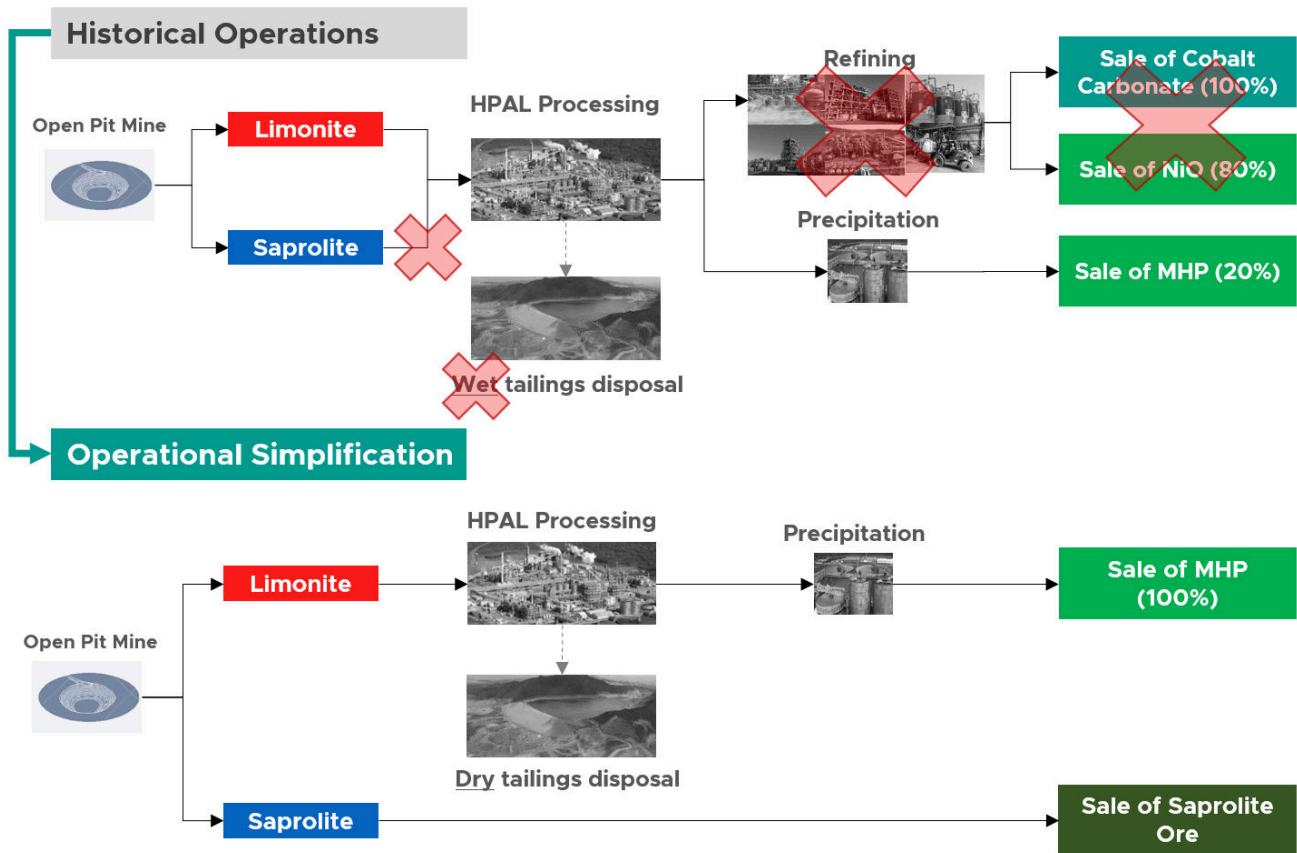 Historical Operations
Open Pit Mine
Limonite
Saprolite
HPAL Processing
Wet tailings disposal
Refining
Precipitation
Sale of Cobalt
Carbonate (100%)
Sale of NiO (80%)
Sale of MHP (20%)
Operational Simplification
Open Pit Mine
Limonite
Saprolite
HPAL Processing
Dry tailings disposal
Precipitation
Sale of MHP
(100%)
Sale of Saprolite
Ore